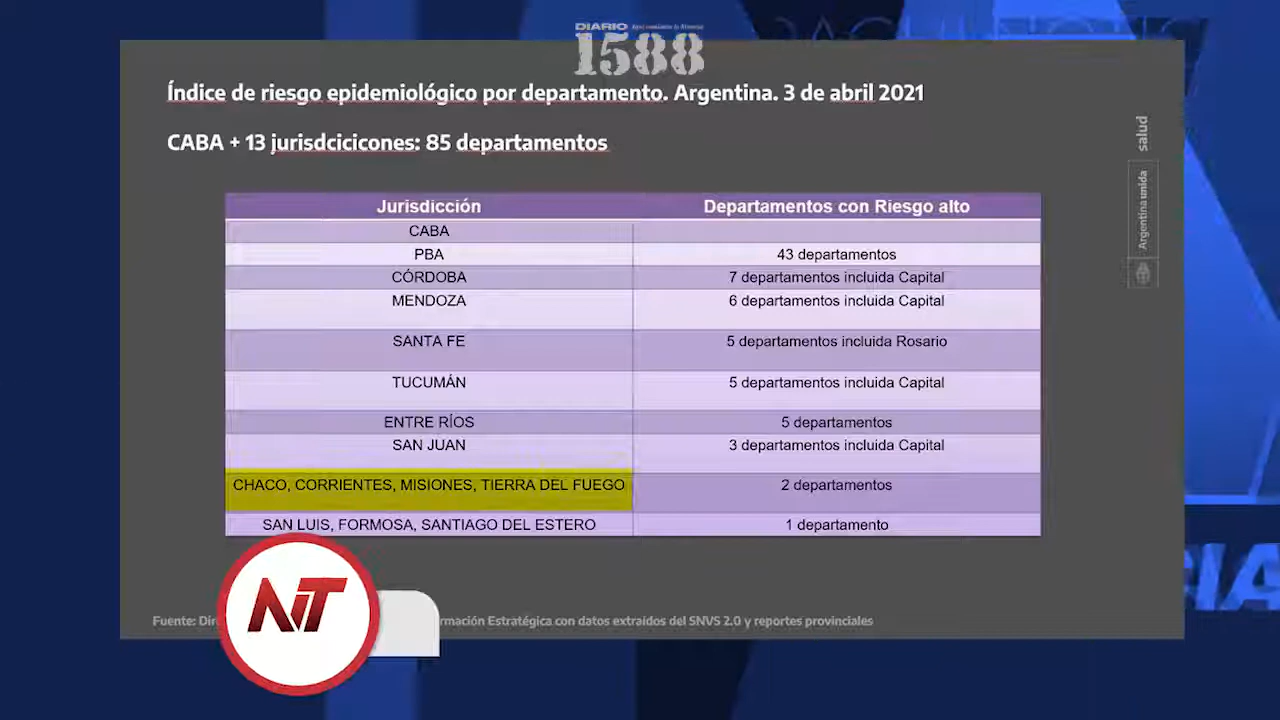 DIARIO
1588
Índice de riesgo epidemiológico por departamento. Argentina. 3 de abril 2021
CABA + 13 jurisdcicicones: 85 departamentos
salud
Argentina unida
Jurisdicción Departamentos con Riesgo alto
CABA
PBA 43 departamentos
CÓRDOBA 7 departamentos incluida Capital
MENDOZA 6 departamentos incluida Capital
SANTA FE 5 departamentos incluida Rosario
TUCUMÁN 5 departamentos incluida Capital
ENTRE RÍOS 5 departamentos
SAN JUAN 3 departamentos incluida Capital
CHACO, CORRIENTES, MISIONES, TIERRA DEL FUEGO 2 departamentos
SAN LUIS, FORMOSA, SANTIAGO DEL ESTERO 1 departamento
NT
Fuente: Estratégica con datos extraídos del SNVS 2.0 y reportes provinciales